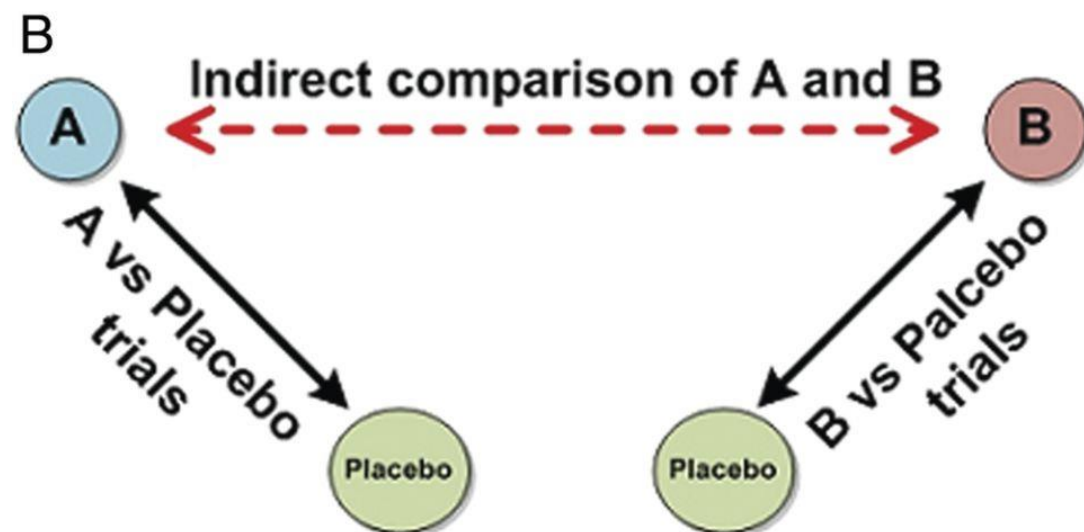 B
Indirect comparison of A and B
A
B
A vs Placebo
trials
B vs Palcebo
trials
Placebo
Placebo